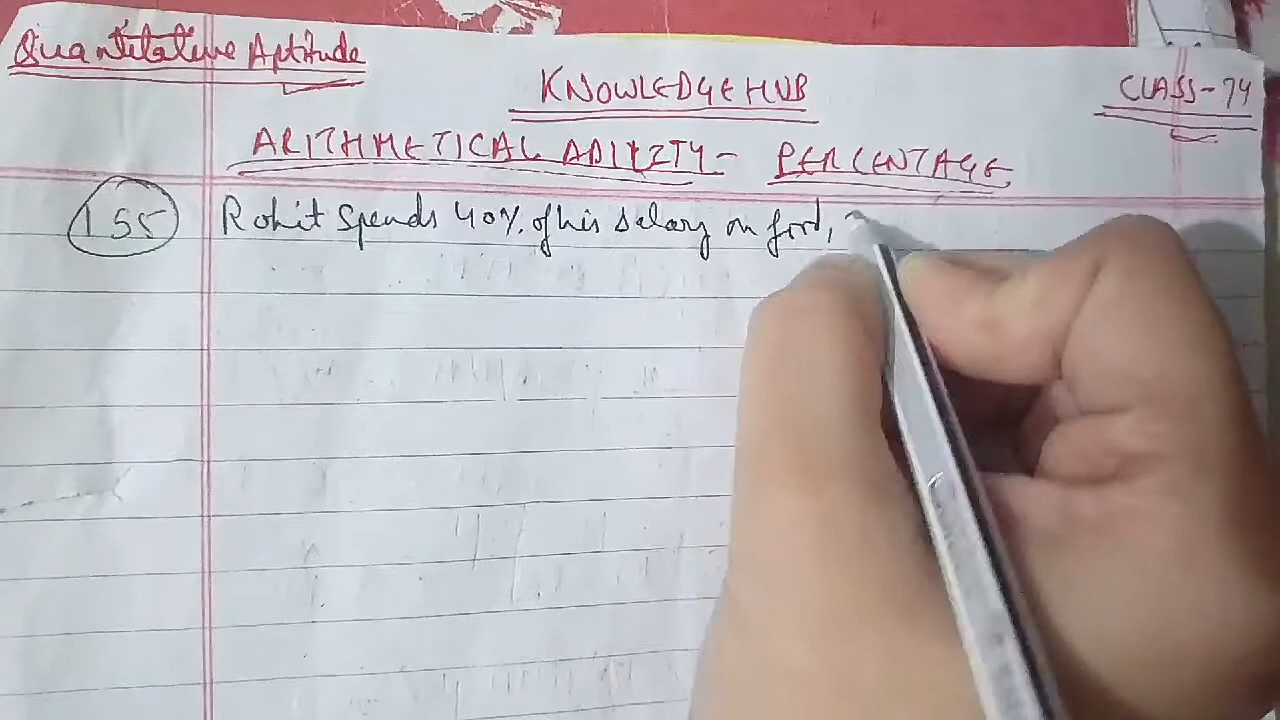 Quantitative Aptitude
KNOWLEDGE HUB
CLASS-74
ARITHMETICAL ABILITY- PERCENTAGE
155 Rohit Spends 40% of his salary on food,